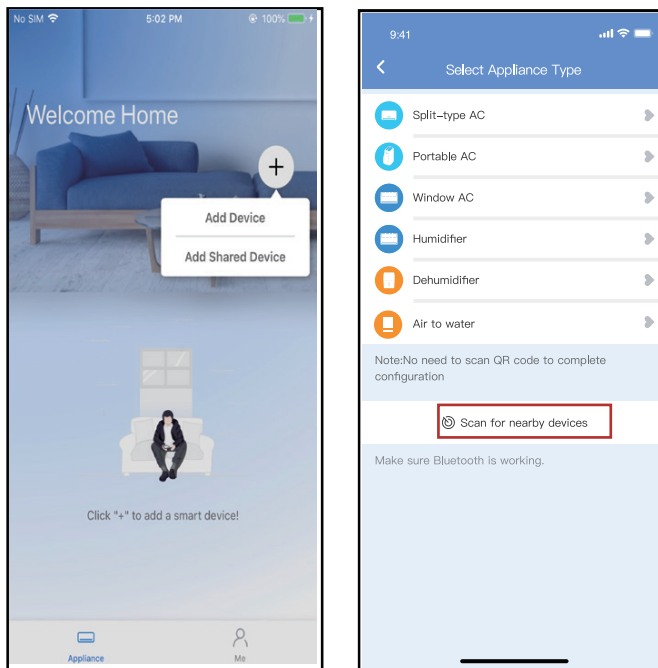 No SIM 5:02 PM 100%
Welcome Home
+
Add Device
Add Shared Device
Click "+" to add a smart device!
Appliance Me
9:41
Select Appliance Type
Split-type AC
Portable AC
Window AC
Humidifier
Dehumidifier
Air to water
Note:No need to scan QR code to complete
configuration
Scan for nearby devices
Make sure Bluetooth is working.